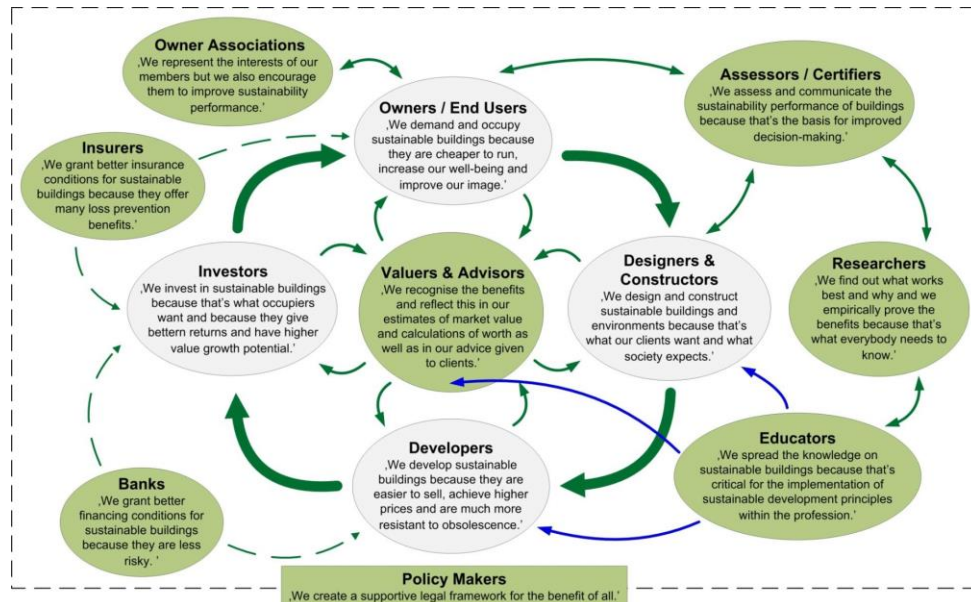 Owner Associations
‚We represent the interests of our
members but we also encourage
them to improve sustainability
performance.’
Assessors / Certifiers
‚We assess and communicate the
sustainability performance of buildings
because that’s the basis for improved
decision-making.’
Owners / End Users
‚We demand and occupy
sustainable buildings because
they are cheaper to run,
increase our well-being and
improve our image.’
Insurers
‚We grant better insurance
conditions for sustainable
buildings because they offer
many loss prevention
benefits.’
Investors
‚We invest in sustainable buildings
because that’s what occupiers
want and because they give
bettern returns and have higher
value growth potential.’
Valuers & Advisors
‚We recognise the benefits
and reflect this in our
estimates of market value
and calculations of worth
as well as in our advice given
to clients.’
Designers &
Constructors
‚We design and construct
sustainable buildings and
environments because that’s
what our clients want and what
society expects.’
Researchers
‚We find out what works
best and why and we
empirically prove the
benefits because that’s
what everybody needs to
know.’
Developers
‚We develop sustainable
buildings because they are
easier to sell, achieve higher
prices and are much more
resistant to obsolescence.’
Educators
‚We spread the knowledge on
sustainable buildings because that’s
critical for the implementation of
sustainable development principles
within the profession.’
Banks
‚We grant better
financing conditions for
sustainable buildings
because they are less
risky. ’
Policy Makers
‚We create a supportive legal framework for the benefit of all.’